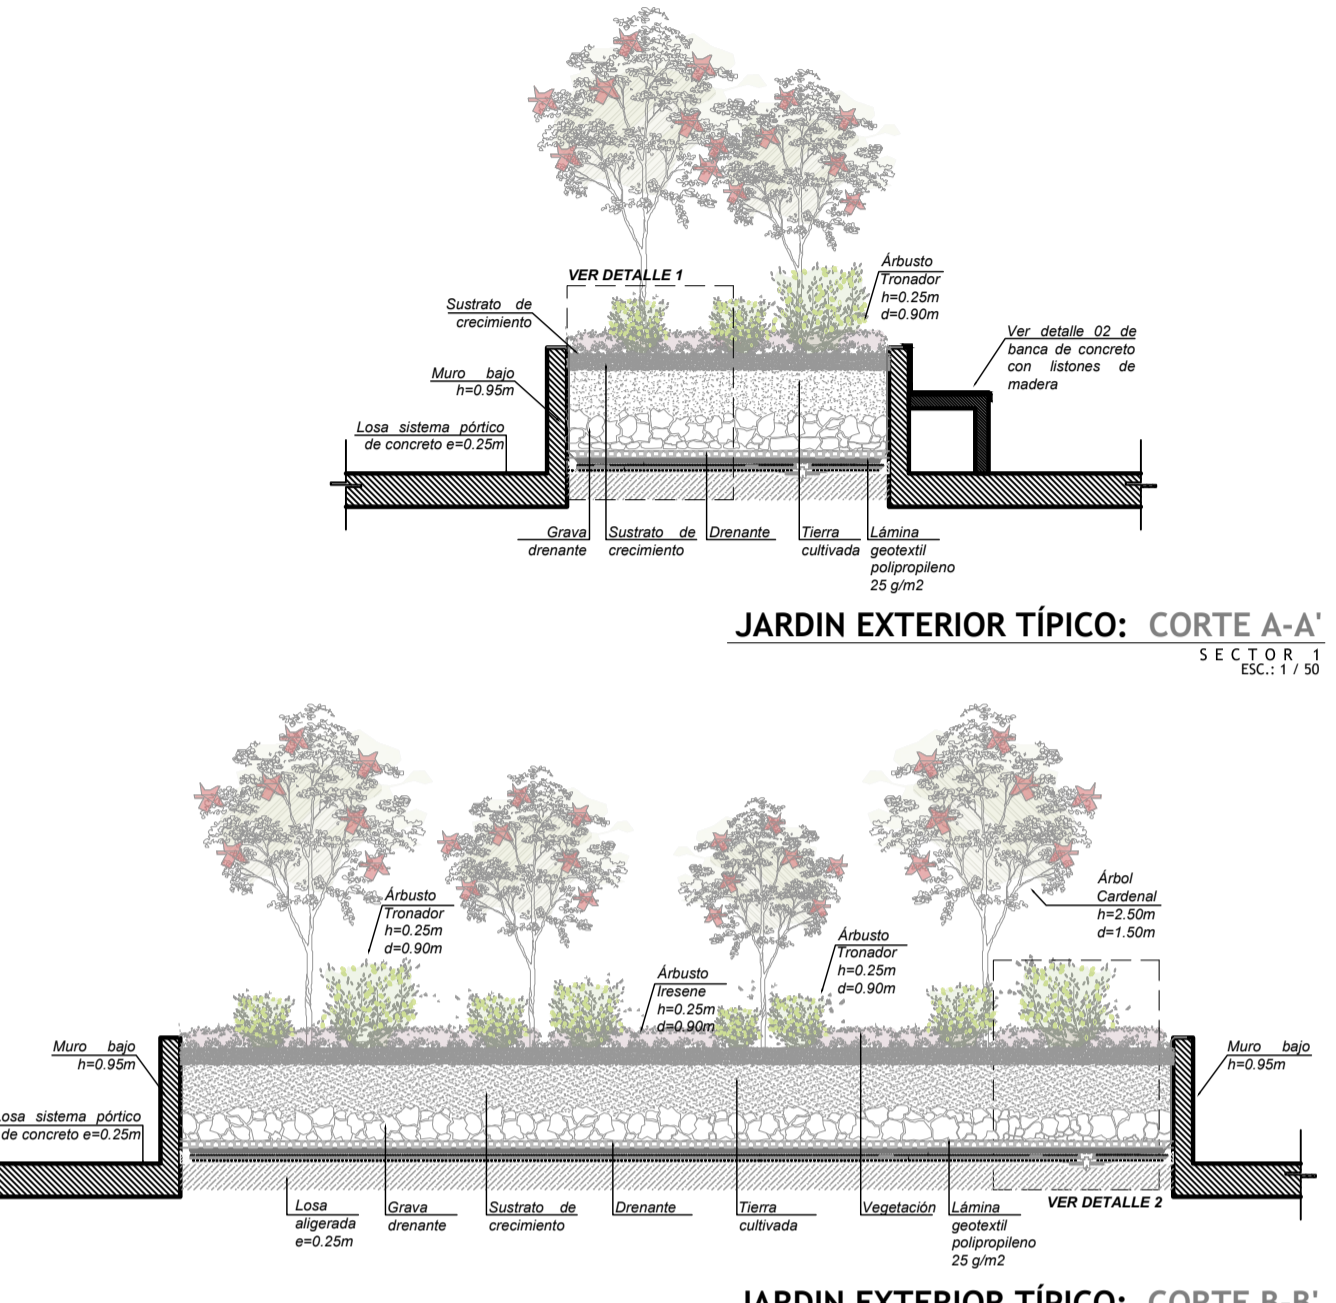 VER DETALLE 1
Árbusto
Tronador
h=0.25m
d=0.90m
Sustrato de
crecimiento
Ver detalle 02 de
banca de concreto
con listones de
madera
Muro bajo
h=0.95m
Losa sistema pórtico
de concreto e=0.25m
Grava
drenante
Sustrato de
crecimiento
Drenante
Tierra
cultivada
Lámina
geotextil
polipropileno
25 g/m2
JARDIN EXTERIOR TÍPICO: CORTE A-A'
SECTOR 1
ESC.: 1 / 50
Árbusto
Tronador
h=0.25m
d=0.90m
Árbol
Cardenal
h=2.50m
d=1.50m
Árbusto
Tronador
h=0.25m
d=0.90m
Árbusto
Iresene
h=0.25m
d=0.90m
Muro bajo
h=0.95m
Muro bajo
h=0.95m
Losa sistema pórtico
de concreto e=0.25m
VER DETALLE 2
Losa
aligerada
e=0.25m
Grava
drenante
Sustrato de
crecimiento
Drenante
Tierra
cultivada
Vegetación
Lámina
geotextil
polipropileno
25 g/m2
JARDIN EXTERIOR TÍPICO: CORTE B-B'